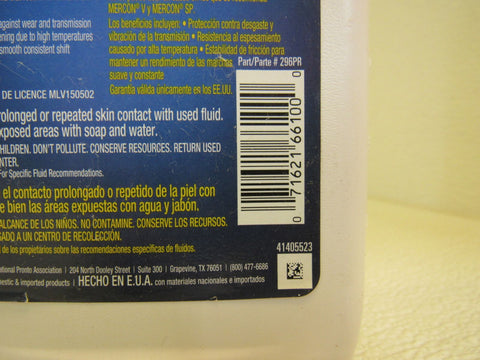 MERCON® V y MERCON® SP
against wear and transmission
Los beneficios incluyen: • Protección contra desgaste y
ening due to high temperatures
vibración de la transmisión • Resistencia al espesamiento
smooth consistent shift
causado por alta temperatura • Estabilidad de fricción para
mantener un rendimiento de las marchas
suave y constante
Part/Parte # 296PR
Garantía válida únicamente en los EE.UU.
DE LICENCE MLV150502
rolonged or repeated skin contact with used fluid.
xposed areas with soap and water.
CHILDREN. DON'T POLLUTE. CONSERVE RESOURCES. RETURN USED
NTER.
For Specific Fluid Recommendations.
e el contacto prolongado o repetido de la piel con
e bien las áreas expuestas con agua y jabón.
ALCANCE DE LOS NIÑOS. NO CONTAMINE. CONSERVE LOS RECURSOS.
GADO A UN CENTRO DE RECOLECCIÓN.
l de los propietários sobre las recomendaciones específicas de fluidos.
0 71621 66100 0
41405523
ational Pronto Association | 204 North Dooley Street | Suite 300 | Grapevine, TX 76051 | (800) 477-6686
mestic & imported products | HECHO EN E.U.A. con materiales nacionales e importados